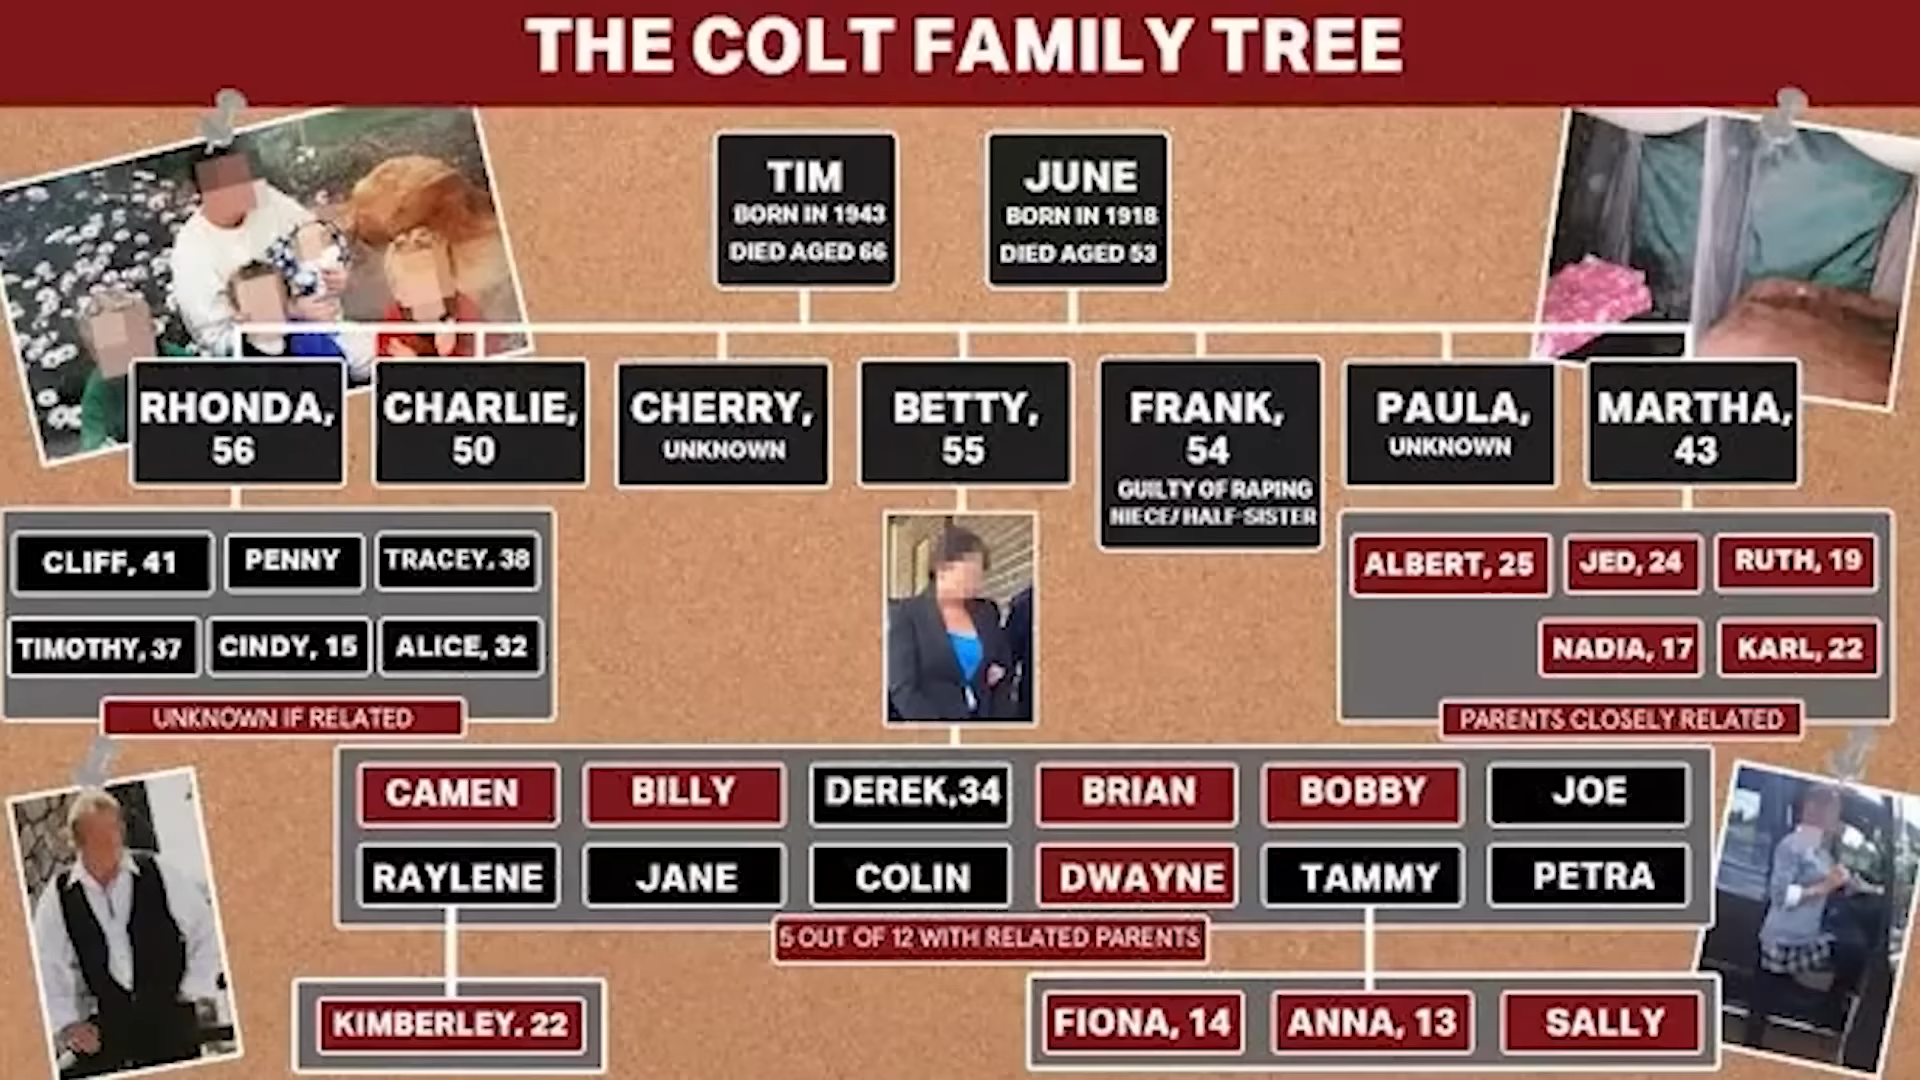 THE COLT FAMILY TREE
TIM
BORN IN 1943
DIED AGED 66
JUNE
BORN IN 1918
DIED AGED 53
RHONDA,
56
CHARLIE,
50
CHERRY,
UNKNOWN
BETTY,
55
FRANK,
54
GUILTY OF RAPING
NIECE/ HALF-SISTER
PAULA,
UNKNOWN
MARTHA,
43
CLIFF, 41
PENNY
TRACEY, 38
TIMOTHY, 37
CINDY, 15
ALICE, 32
UNKNOWN IF RELATED
ALBERT, 25
JED, 24
RUTH, 19
NADIA, 17
KARL, 22
PARENTS CLOSELY RELATED
CAMEN
BILLY
DEREK,34
BRIAN
BOBBY
JOE
RAYLENE
JANE
COLIN
DWAYNE
TAMMY
PETRA
5 OUT OF 12 WITH RELATED PARENTS
KIMBERLEY. 22
FIONA, 14
ANNA, 13
SALLY